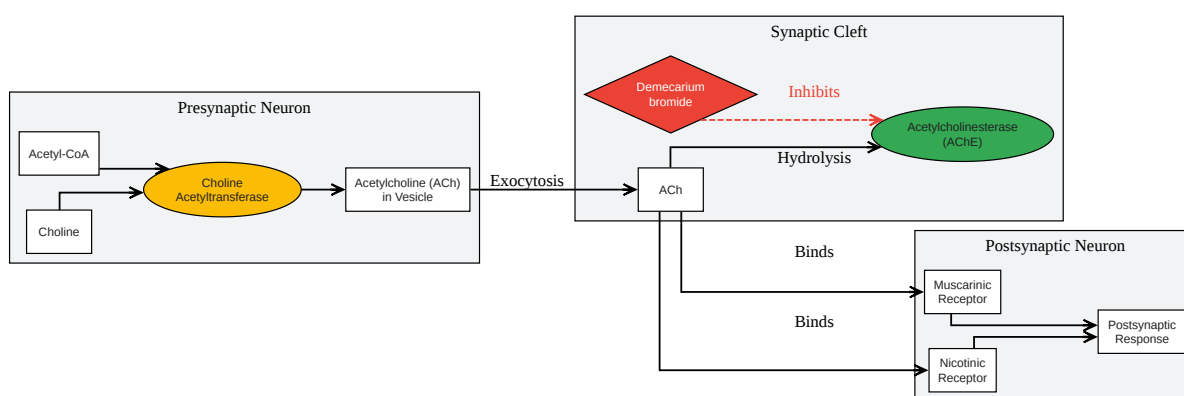 Presynaptic Neuron
Acetyl-CoA
Choline
Choline
Acetyltransferase
Acetylcholine (ACh)
in Vesicle
Exocytosis
Synaptic Cleft
Demecarium
bromide
Inhibits
Acetylcholinesterase
(AChE)
Hydrolysis
ACh
Binds
Binds
Postsynaptic Neuron
Muscarinic
Receptor
Nicotinic
Receptor
Postsynaptic
Response